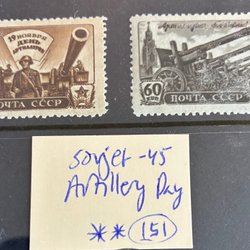 19 НОЯБРЯ
ДЕНЬ
АРТИЛЛЕРИИ
ПОЧТА СССР
60
ПОЧТА СССР
sovjet -45
Artillery Day
** 151